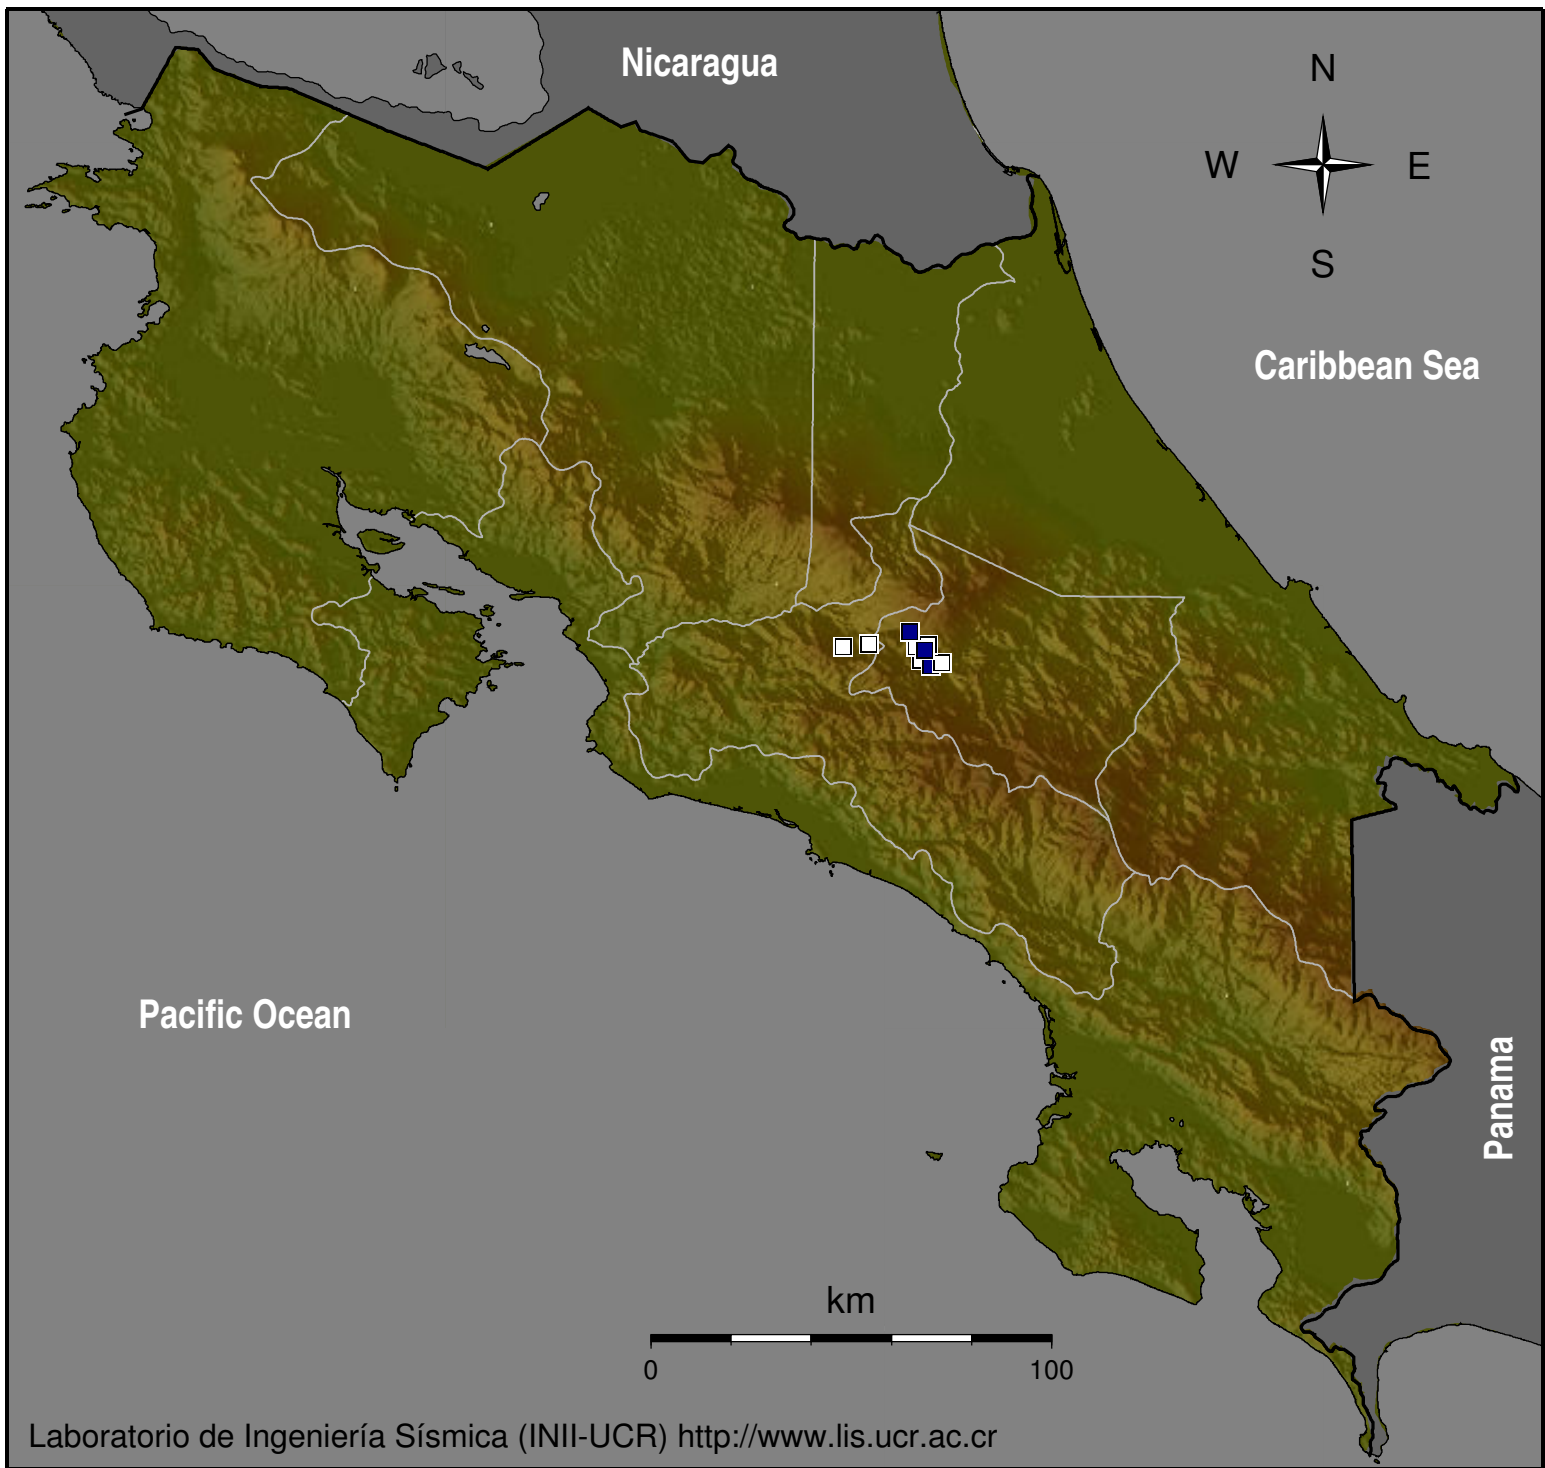 Nicaragua
N
W
E
S
Caribbean Sea
Pacific Ocean
Panama
km
0
100
Laboratorio de Ingeniería Sísmica (INII-UCR) http://www.lis.ucr.ac.cr